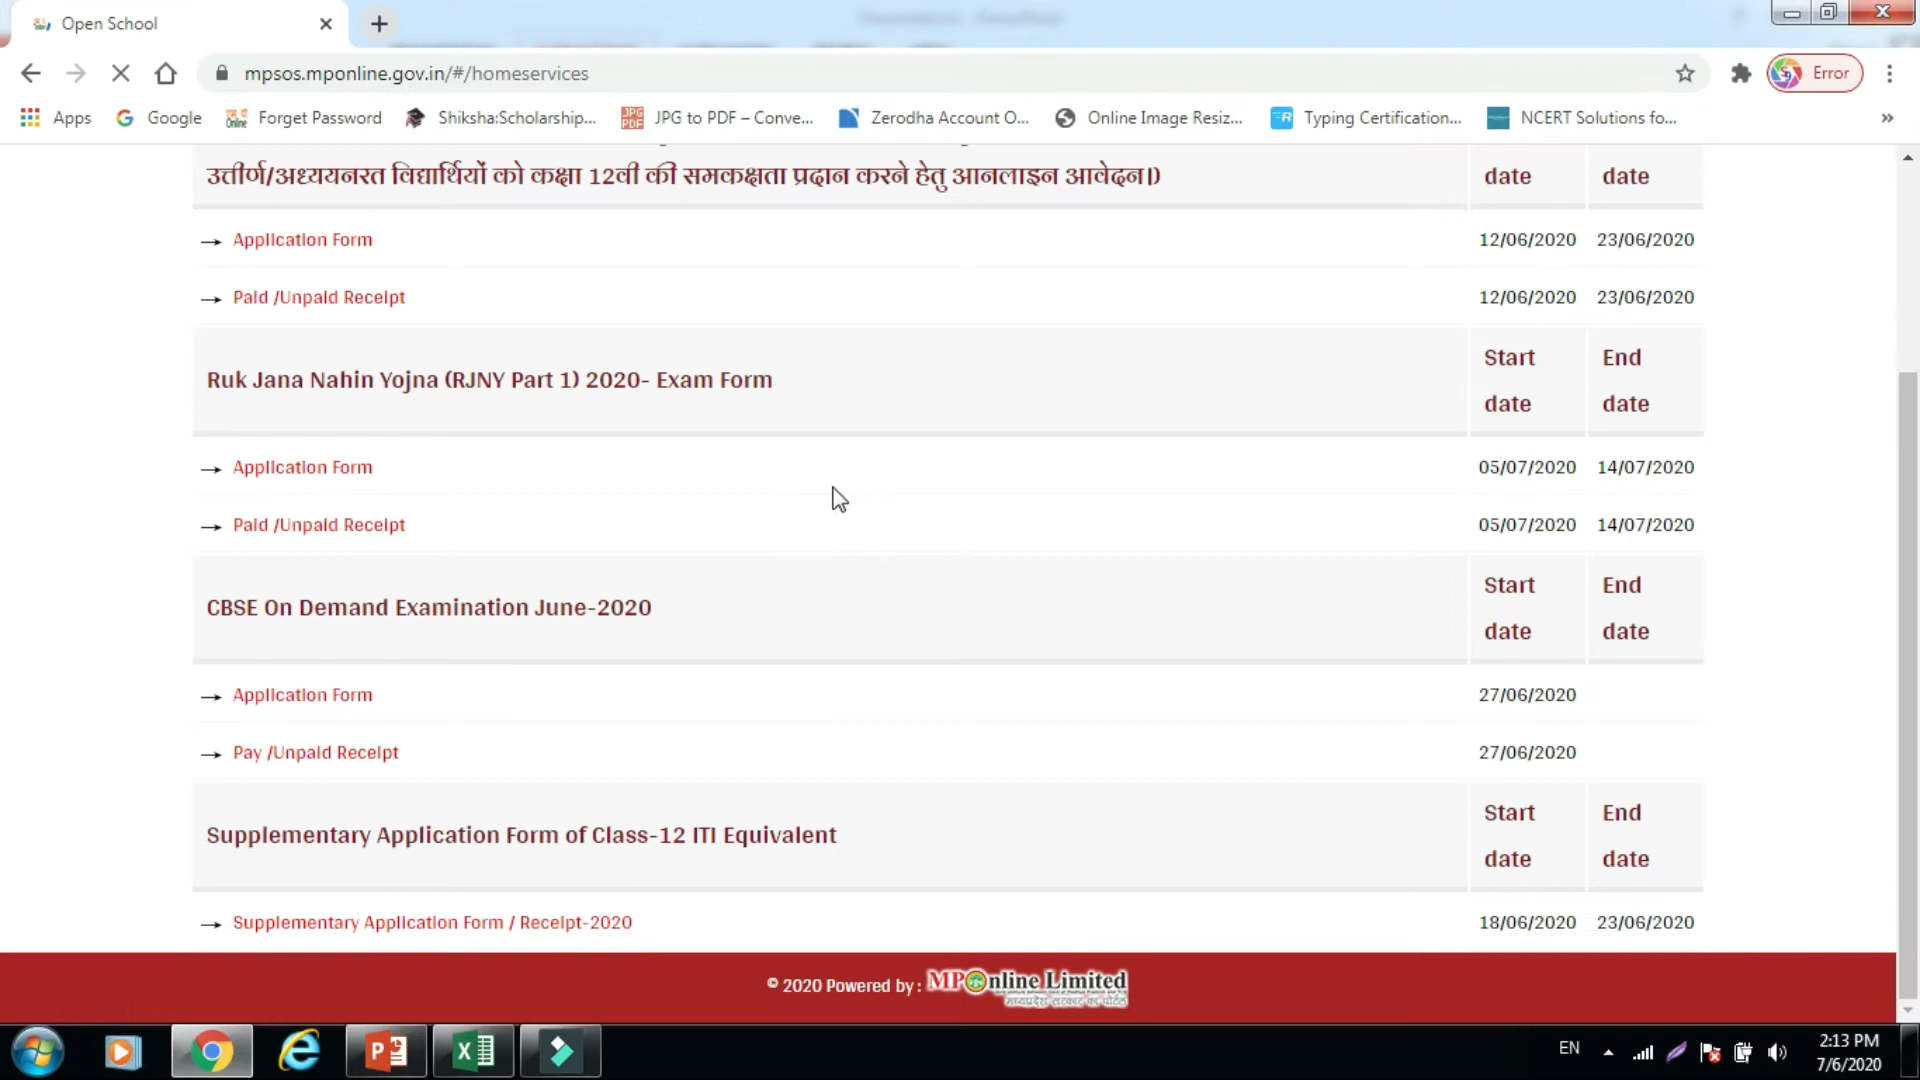 Open School
mpsos.mponline.gov.in/#/homeservices
Error
Apps
Google
Forget Password
Shiksha:Scholarship...
JPG to PDF – Conve...
Zerodha Account O...
Online Image Resiz...
Typing Certification...
NCERT Solutions fo...
»
उत्तीर्ण/अध्ययनरत विद्यार्थियों को कक्षा 12वी की समकक्षता प्रदान करने हेतु आनलाइन आवेदन।)
date
date
→ Application Form 12/06/2020 23/06/2020
→ Paid /Unpaid Receipt 12/06/2020 23/06/2020
Start End
Ruk Jana Nahin Yojna (RJNY Part 1) 2020- Exam Form
date date
→ Application Form 05/07/2020 14/07/2020
→ Paid /Unpaid Receipt 05/07/2020 14/07/2020
Start End
CBSE On Demand Examination June-2020
date date
→ Application Form 27/06/2020
→ Pay /Unpaid Receipt 27/06/2020
Start End
Supplementary Application Form of Class-12 ITI Equivalent
date date
→ Supplementary Application Form / Receipt-2020 18/06/2020 23/06/2020
© 2020 Powered by : MPOnline Limited
EN
2:13 PM
7/6/2020